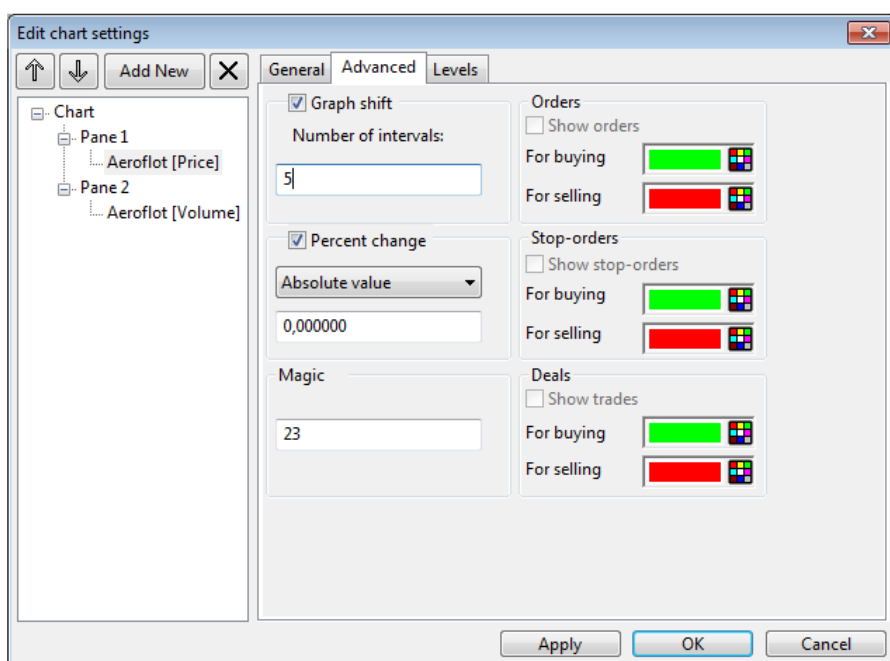 Edit chart settings
Add New
General Advanced Levels
Chart
Pane 1
Aeroflot [Price]
Pane 2
Aeroflot [Volume]
Graph shift
Number of intervals:
5
Percent change
Absolute value
0,000000
Magic
23
Orders
Show orders
For buying
For selling
Stop-orders
Show stop-orders
For buying
For selling
Deals
Show trades
For buying
For selling
Apply OK Cancel